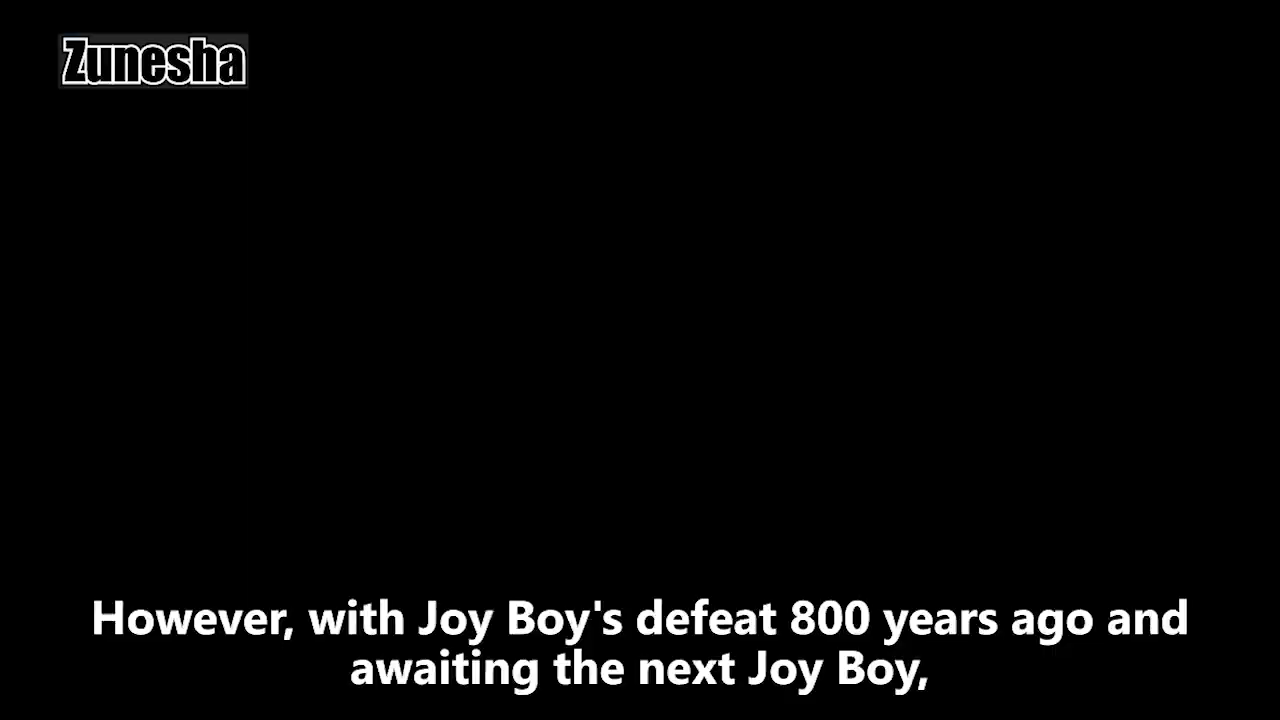 Zunesha
However, with Joy Boy's defeat 800 years ago and
awaiting the next Joy Boy,